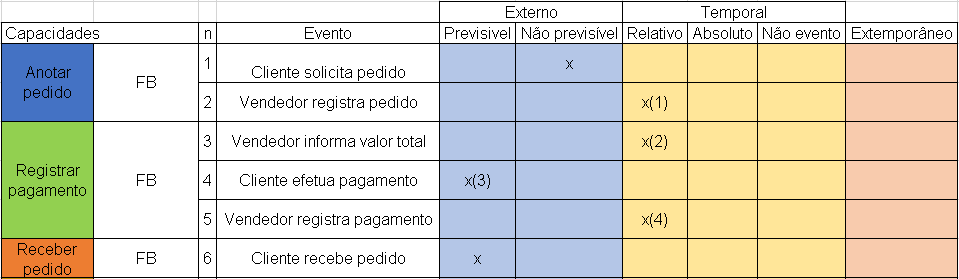 Externo Temporal
Capacidades n Evento Previsivel Não previsível Relativo Absoluto Não evento Extemporâneo
Anotar pedido FB 1 Cliente solicita pedido x
2 Vendedor registra pedido x(1)
Registrar pagamento FB 3 Vendedor informa valor total x(2)
4 Cliente efetua pagamento x(3)
5 Vendedor registra pagamento x(4)
Receber pedido FB 6 Cliente recebe pedido x